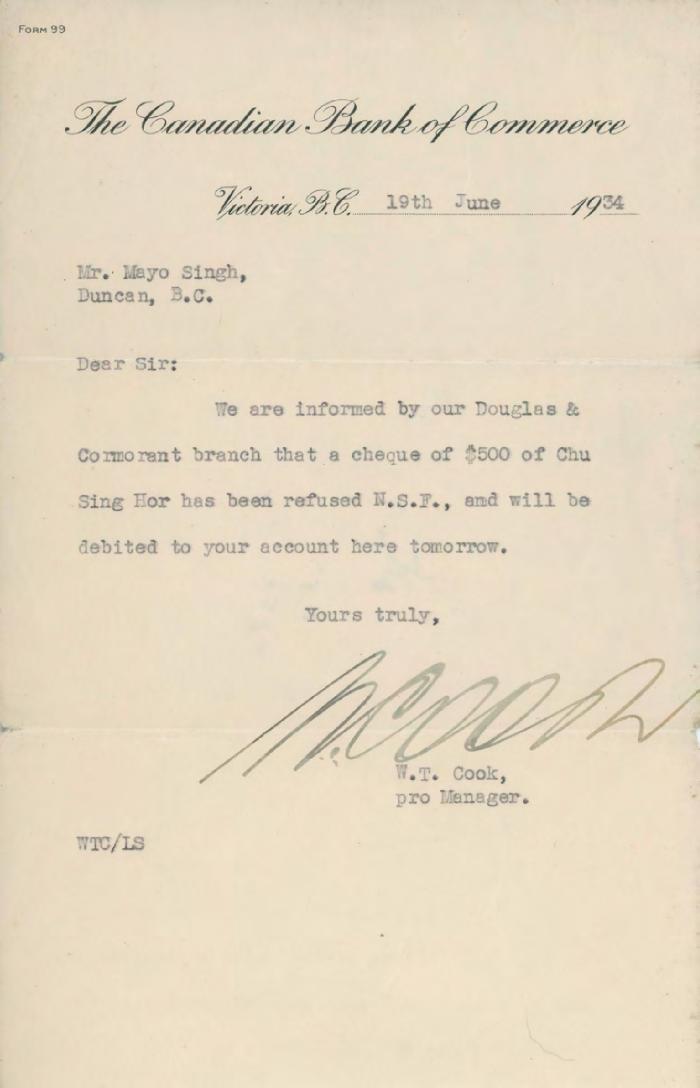 FORM 99
The Canadian Bank of Commerce
Victoria, B.C. 19th June 1934
Mr. Mayo Singh,
Duncan, B.C.
Dear Sir:
We are informed by our Douglas &
Cormorant branch that a cheque of $500 of Chu
Sing Hor has been refused N.S.F., amd will be
debited to your account here tomorrow.
Yours truly,
W.T. Cook,
pro Manager.
WTC/LS